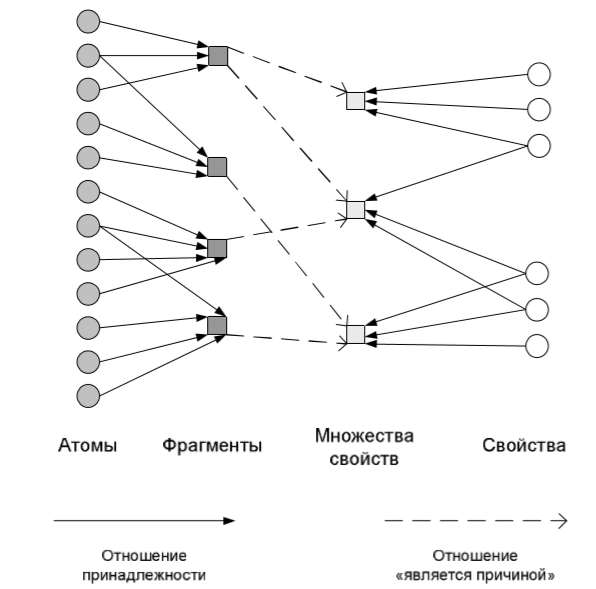 Атомы
Фрагменты
Множества
свойств
Свойства
Отношение
принадлежности
Отношение
«является причиной»